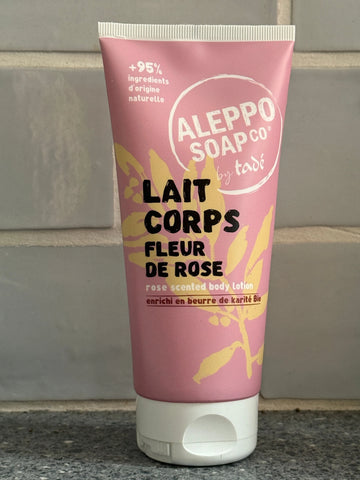 +95%
ingredients
d'origine
naturelle
ALEPPO
SOAP CO®
by tadé
LAIT
CORPS
FLEUR
DE ROSE
rose scented body lotion
enrichi en beurre de karité Bio